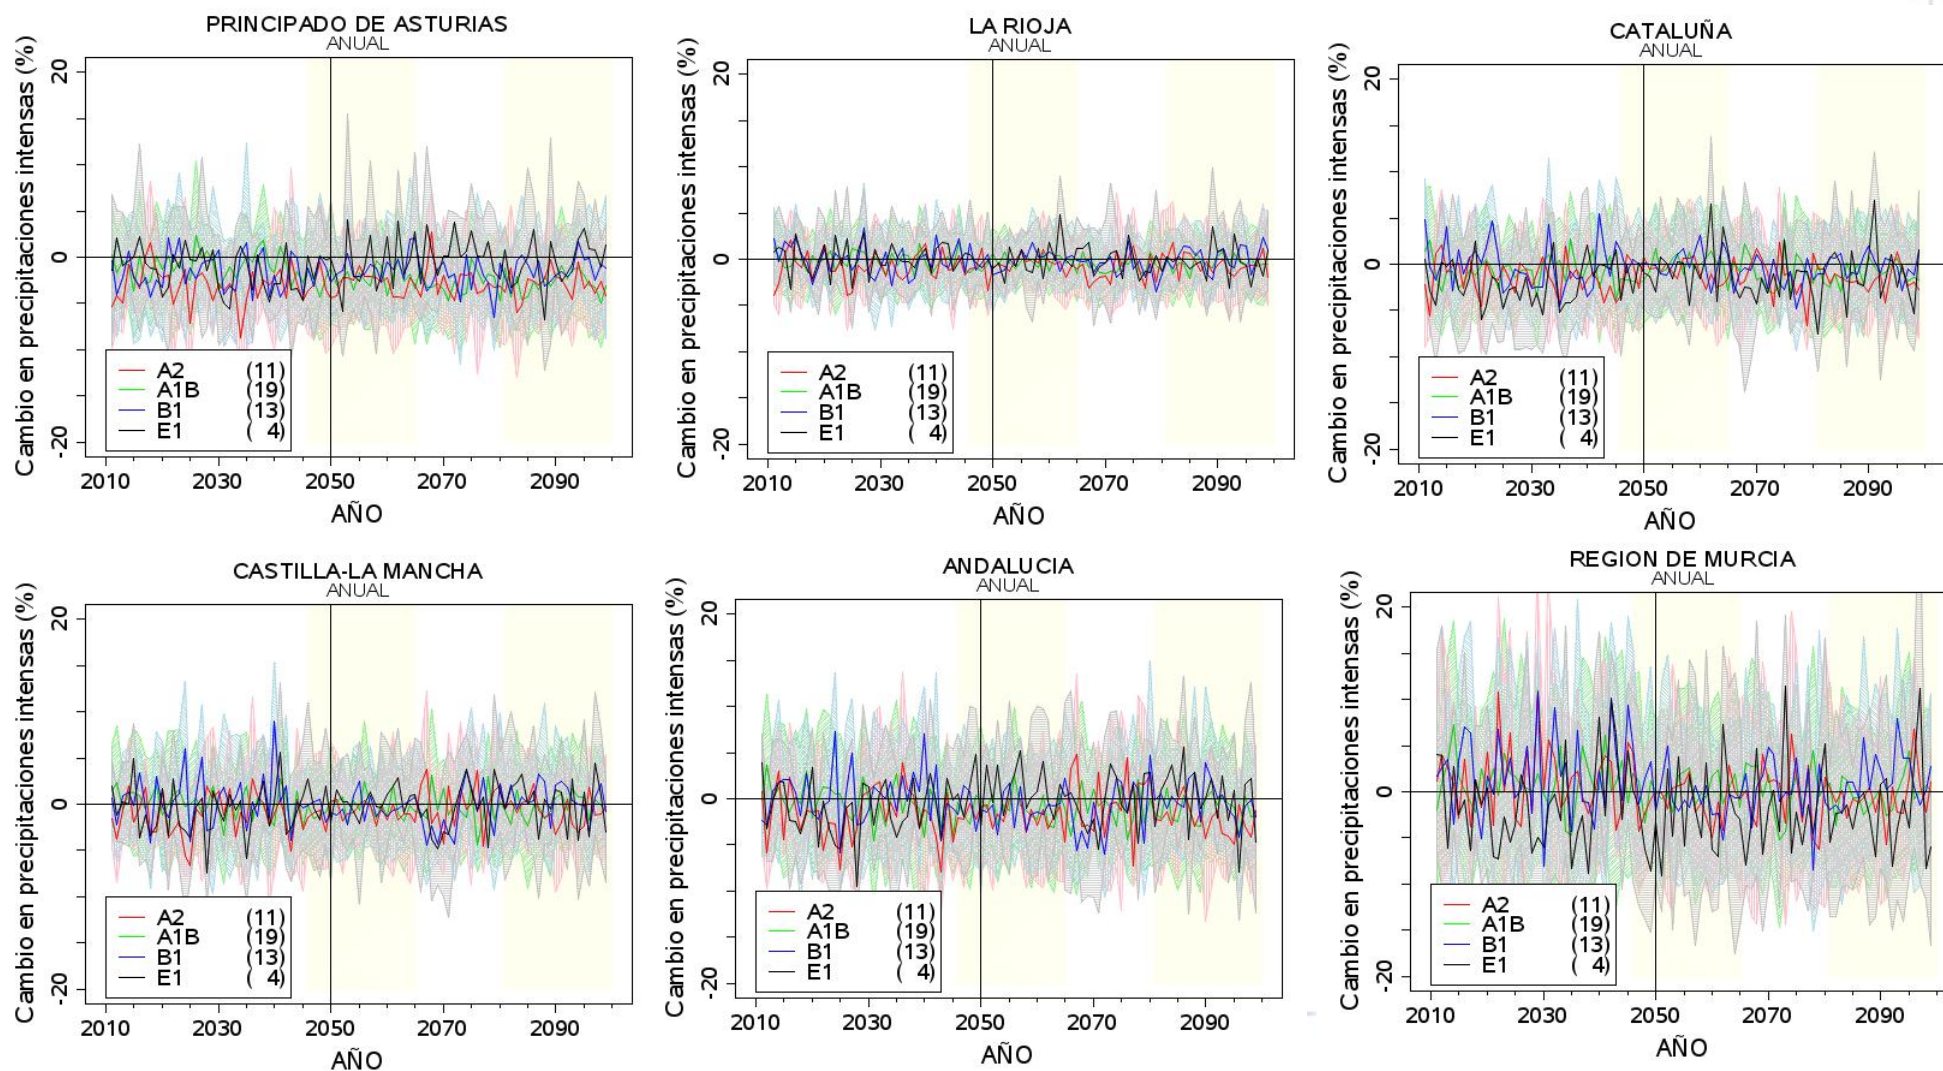 PRINCIPADO DE ASTURIAS
ANUAL
Cambio en precipitaciones intensas (%)
20
0
-20
A2 (11)
A1B (19)
B1 (13)
E1 ( 4)
2010 2030 2050 2070 2090
AÑO
LA RIOJA
ANUAL
Cambio en precipitaciones intensas (%)
20
0
-20
A2 (11)
A1B (19)
B1 (13)
E1 ( 4)
2010 2030 2050 2070 2090
AÑO
CATALUÑA
ANUAL
Cambio en precipitaciones intensas (%)
20
0
-20
A2 (11)
A1B (19)
B1 (13)
E1 ( 4)
2010 2030 2050 2070 2090
AÑO
CASTILLA-LA MANCHA
ANUAL
Cambio en precipitaciones intensas (%)
20
0
-20
A2 (11)
A1B (19)
B1 (13)
E1 ( 4)
2010 2030 2050 2070 2090
AÑO
ANDALUCIA
ANUAL
Cambio en precipitaciones intensas (%)
20
0
-20
A2 (11)
A1B (19)
B1 (13)
E1 ( 4)
2010 2030 2050 2070 2090
AÑO
REGION DE MURCIA
ANUAL
Cambio en precipitaciones intensas (%)
20
0
-20
A2 (11)
A1B (19)
B1 (13)
E1 ( 4)
2010 2030 2050 2070 2090
AÑO